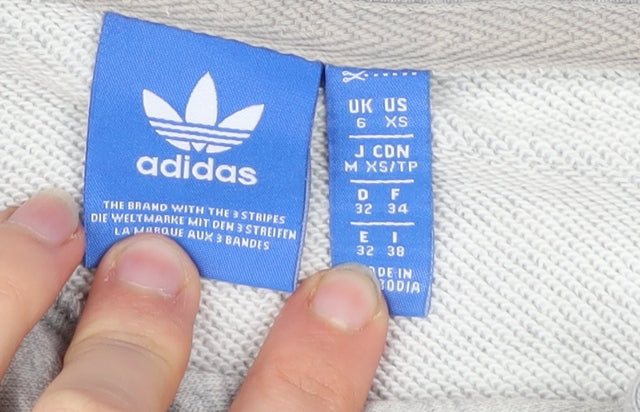 adidas
THE BRAND WITH THE 3 STRIPES
DIE WELTMARKE MIT DEN 3 STREIFEN
LA MARQUE AUX 3 BANDES
UK US
6 XS
J CDN
M XS/TP
D F
32 34
E I
32 38
IN